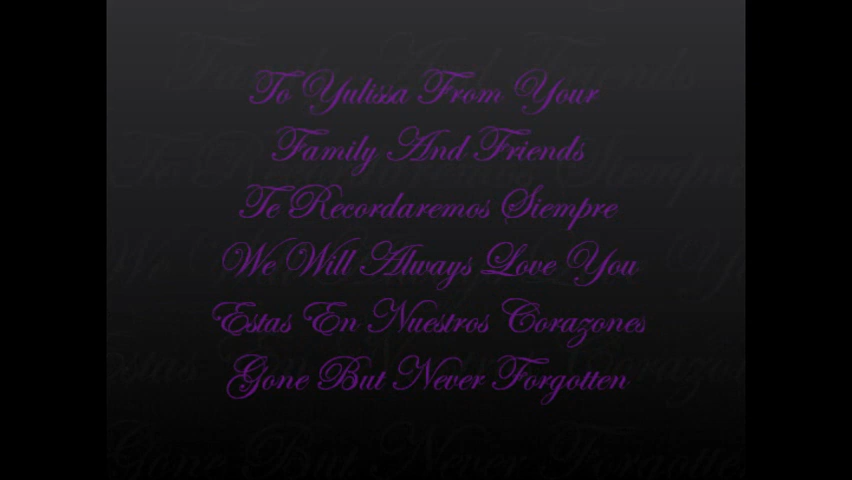 To Yulissa From Your
Family And Friends
Te Recordaremos Siempre
We Will Always Love You
Estas En Nuestros Corazones
Gone But Never Forgotten